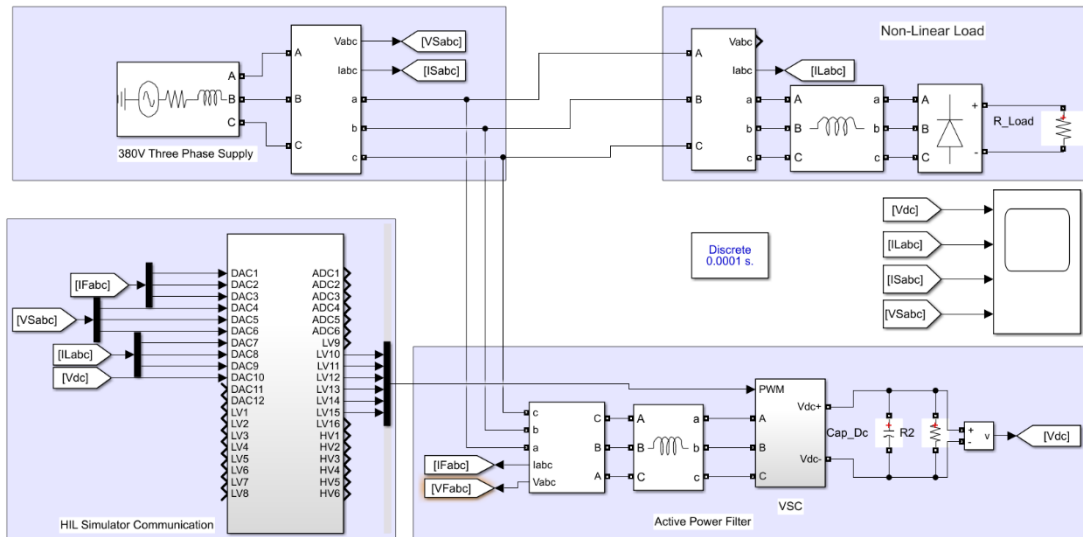 A
B
C
380V Three Phase Supply
A
B
C
Vabc
Iabc
a
b
c
[VSabc]
[ISabc]
Non-Linear Load
A
B
C
Vabc
Iabc
a
b
c
[ILabc]
A
B
C
a
b
c
A
B
C
+
-
R_Load
[Vdc]
[ILabc]
[ISabc]
[VSabc]
Discrete
0.0001 s.
[IFabc]
[VSabc]
[ILabc]
[Vdc]
DAC1
DAC2
DAC3
DAC4
DAC5
DAC6
DAC7
DAC8
DAC9
DAC10
DAC11
DAC12
LV1
LV2
LV3
LV4
LV5
LV6
LV7
LV8
ADC1
ADC2
ADC3
ADC4
ADC5
ADC6
LV9
LV10
LV11
LV12
LV13
LV14
LV15
LV16
HV1
HV2
HV3
HV4
HV5
HV6
HIL Simulator Communication
[IFabc]
[VFabc]
c
b
a
Iabc
Vabc
C
B
A
A
B
C
a
b
c
PWM
A
B
C
Vdc+
Vdc-
VSC
Cap_Dc
R2
+
-
v
[Vdc]
Active Power Filter